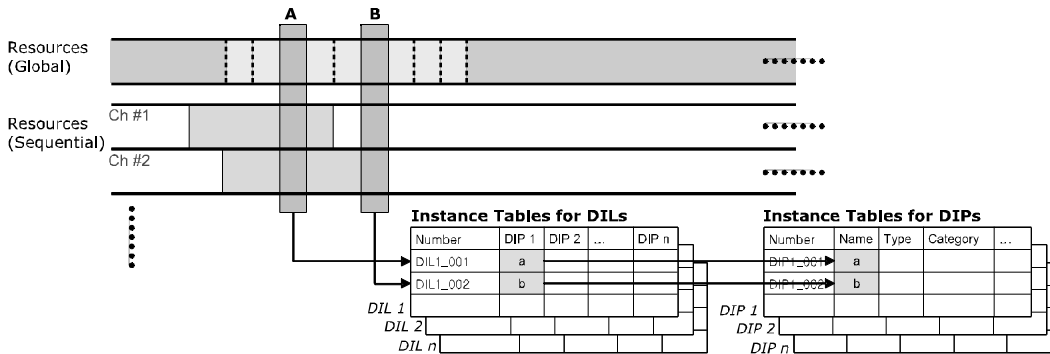 A B
Resources
(Global)
Resources
(Sequential)
Ch #1
Ch #2
Instance Tables for DILs
Number DIP 1 DIP 2 ... DIP n
DIL1_001 a
DIL1_002 b
DIL 1
DIL 2
DIL n
Instance Tables for DIPs
Number Name Type Category ...
DIP1_001 a
DIP1_002 b
DIP 1
DIP 2
DIP n